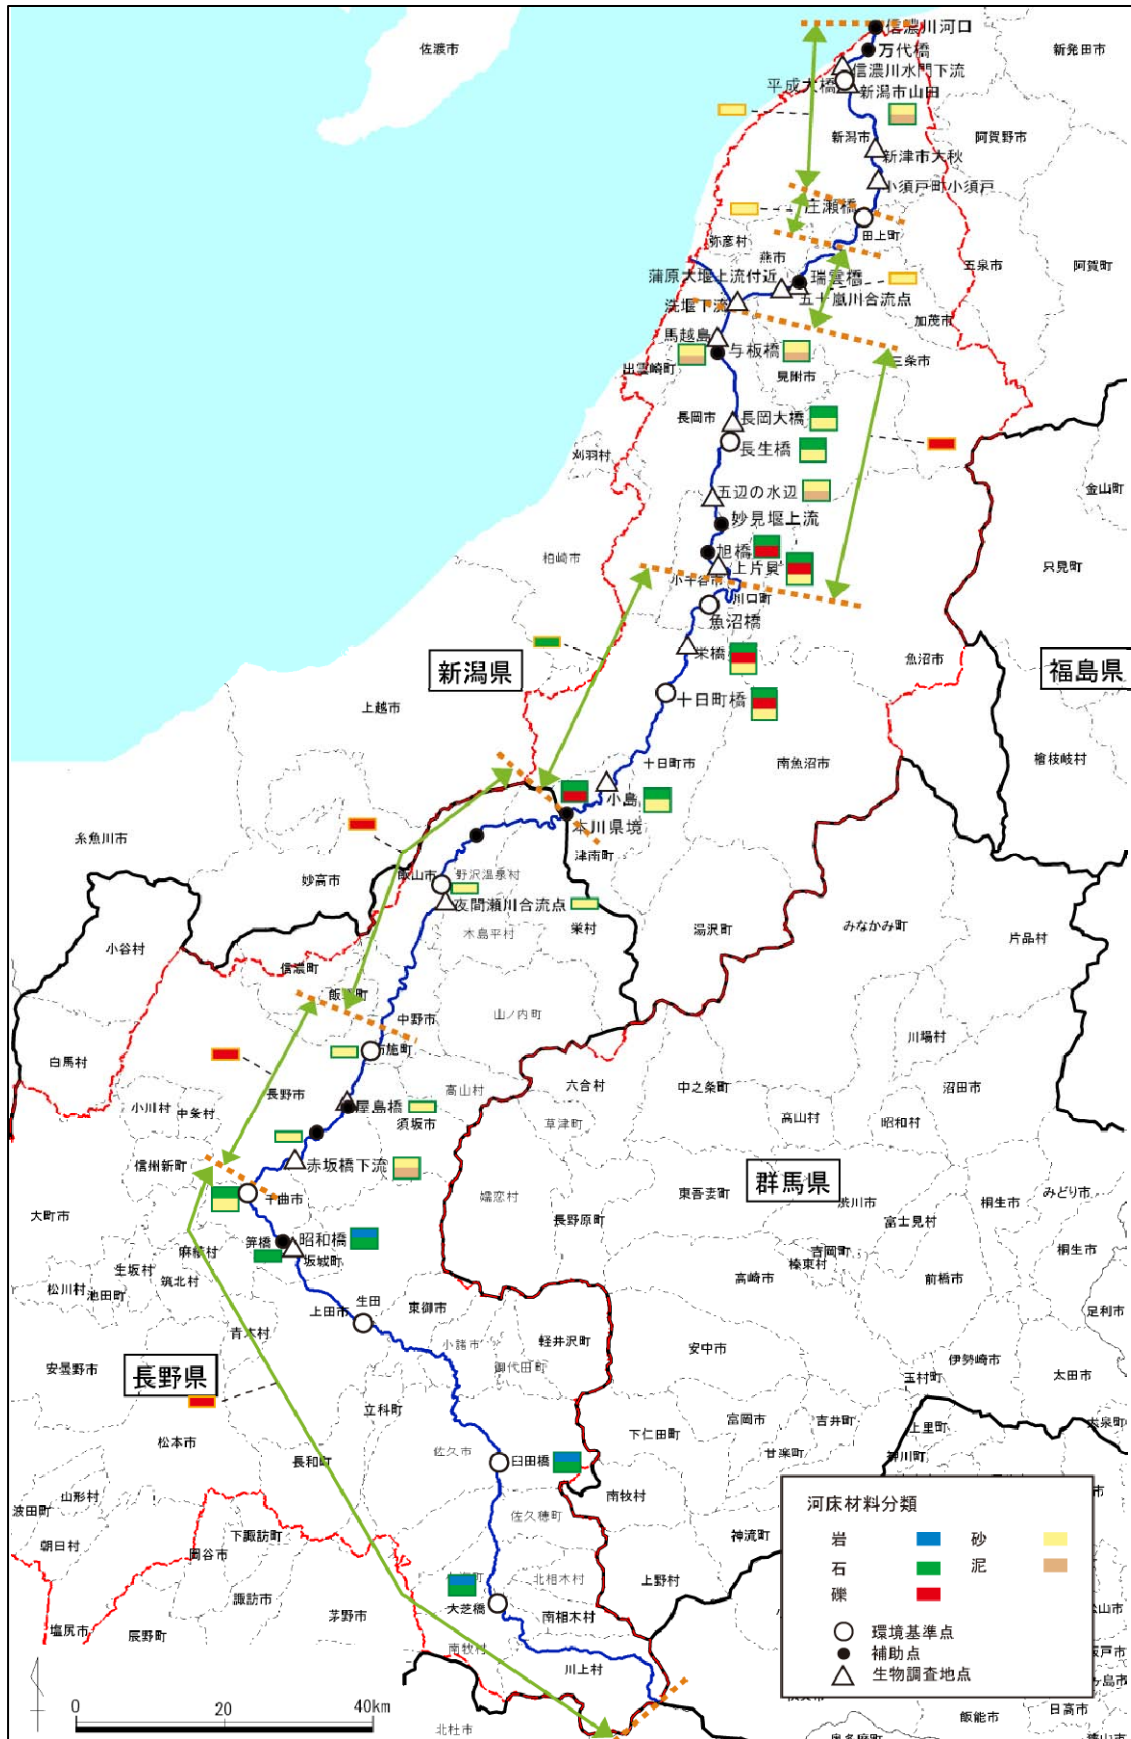 信濃川河口
佐渡市
万代橋
新発田市
信濃川水門下流
平成大橋
新潟市山田
新潟市
阿賀野市
新津市大秋
小須戸町小須戸
庄瀬橋
田上町
弥彦村
燕市
五泉市
阿賀町
蒲原大堰上流付近
瑞雲橋
洗堰下流
五十嵐川合流点
加茂市
馬越島
与板橋
三条市
出雲崎町
見附市
長岡市
長岡大橋
長生橋
刈羽村
金山町
五辺の水辺
妙見堰上流
柏崎市
旭橋
上片貝
只見町
小千谷市
川口町
魚沼橋
栄橋
新潟県
魚沼市
福島県
上越市
十日町橋
十日町市
南魚沼市
檜枝岐村
小島
本川県境
糸魚川市
津南町
妙高市
飯山市
野沢温泉村
夜間瀬川合流点
小谷村
木島平村
栄村
湯沢町
みなかみ町
片品村
信濃町
中野市
山ノ内町
川場村
白馬村
高山村
六合村
中之条町
沼田市
小川村
中条村
長野市
屋島橋
須坂市
草津町
高山村
昭和村
信州新町
赤坂橋下流
群馬県
千曲市
嬬恋村
東吾妻町
渋川市
桐生市
みどり市
大町市
長野原町
富士見村
笄橋
昭和橋
麻績村
坂城町
吉岡町
榛東村
桐生市
生坂村
筑北村
松川村
池田町
高崎市
前橋市
生田
上田市
東御市
足利市
青木村
小諸市
軽井沢町
安中市
安曇野市
御代田町
伊勢崎市
長野県
玉村町
太田市
立科町
富岡市
吉井町
大泉町
松本市
佐久市
下仁田町
甘楽町
上里町
長和町
臼田橋
神川町
山形村
南牧村
波田町
佐久穂町
神流町
朝日村
下諏訪町
岡谷市
北相木村
上野村
諏訪市
大芝橋
南相木村
塩尻市
辰野町
茅野市
南牧村
川上村
河床材料分類
岩
砂
石
泥
礫
環境基準点
補助点
生物調査地点
0
20
40km
北杜市
飯能市
日高市